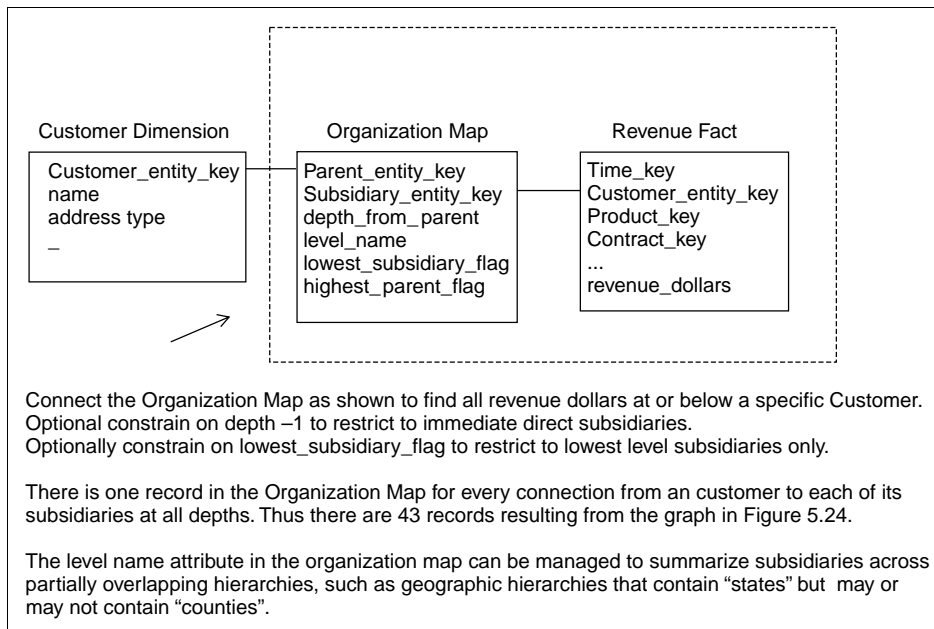 Customer Dimension
Customer_entity_key
name
address type
_
Organization Map
Parent_entity_key
Subsidiary_entity_key
depth_from_parent
level_name
lowest_subsidiary_flag
highest_parent_flag
Revenue Fact
Time_key
Customer_entity_key
Product_key
Contract_key
...
revenue_dollars
Connect the Organization Map as shown to find all revenue dollars at or below a specific Customer.
Optional constrain on depth –1 to restrict to immediate direct subsidiaries.
Optionally constrain on lowest_subsidiary_flag to restrict to lowest level subsidiaries only.
There is one record in the Organization Map for every connection from an customer to each of its
subsidiaries at all depths. Thus there are 43 records resulting from the graph in Figure 5.24.
The level name attribute in the organization map can be managed to summarize subsidiaries across
partially overlapping hierarchies, such as geographic hierarchies that contain “states” but may or
may not contain “counties”.